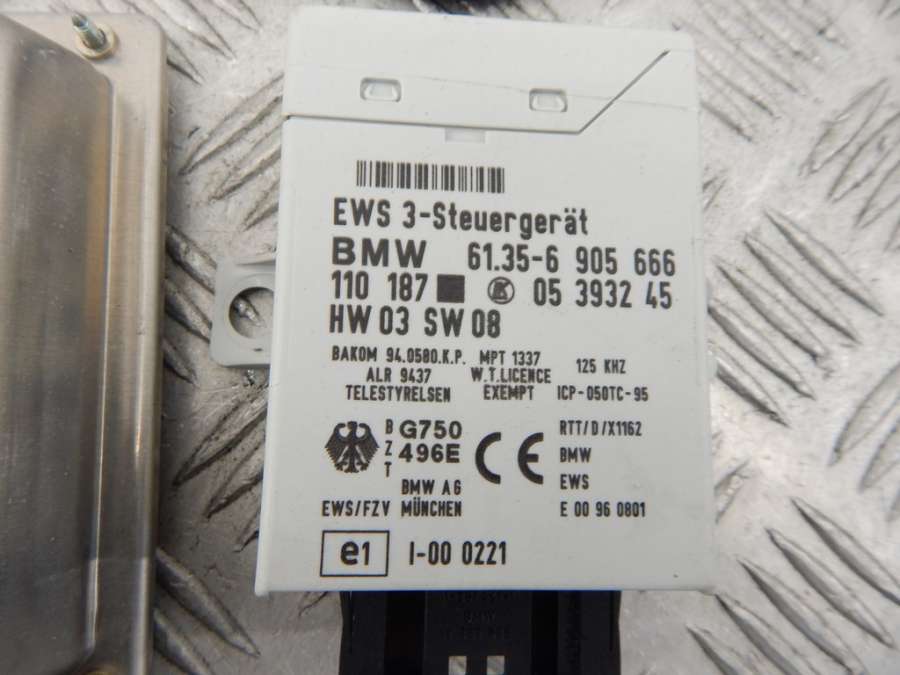 EWS 3-Steuergerät
BMW 61.35-6 905 666
110 187 05 3932 45
HW 03 SW 08
BAKOM 94.0580.K.P. MPT 1337 125 KHZ
ALR 9437 W.T.LICENCE
TELESTYRELSEN EXEMPT ICP-050TC-95
BZT G750 496E CE RTT/D/X1162
BMW
EWS
BMW AG
EWS/FZV MÜNCHEN E 00 96 0801
e1 I-00 0221